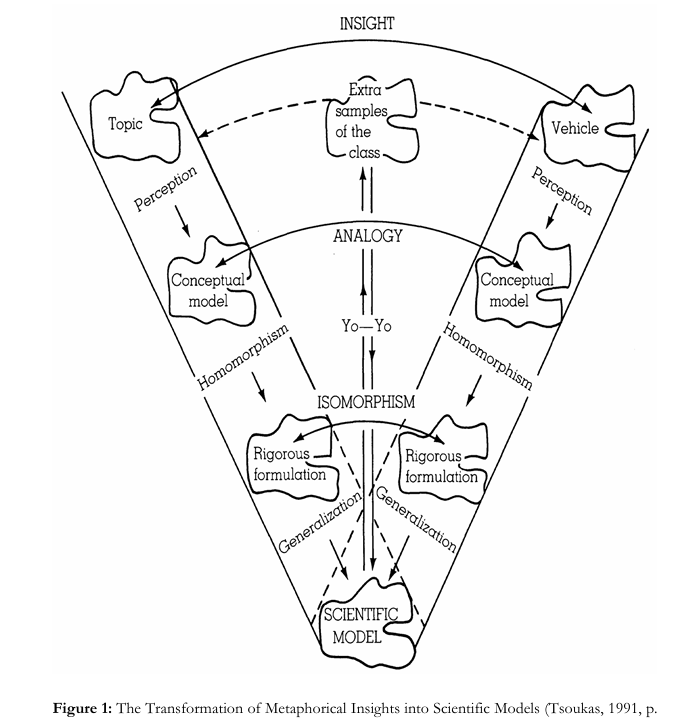 INSIGHT
Topic
Extra
samples
of the
class
Vehicle
Perception
Perception
ANALOGY
Conceptual
model
Conceptual
model
Yo—Yo
Homomorphism
Homomorphism
ISOMORPHISM
Rigorous
formulation
Rigorous
formulation
Generalization
Generalization
SCIENTIFIC
MODEL
Figure 1: The Transformation of Metaphorical Insights into Scientific Models (Tsoukas, 1991, p.